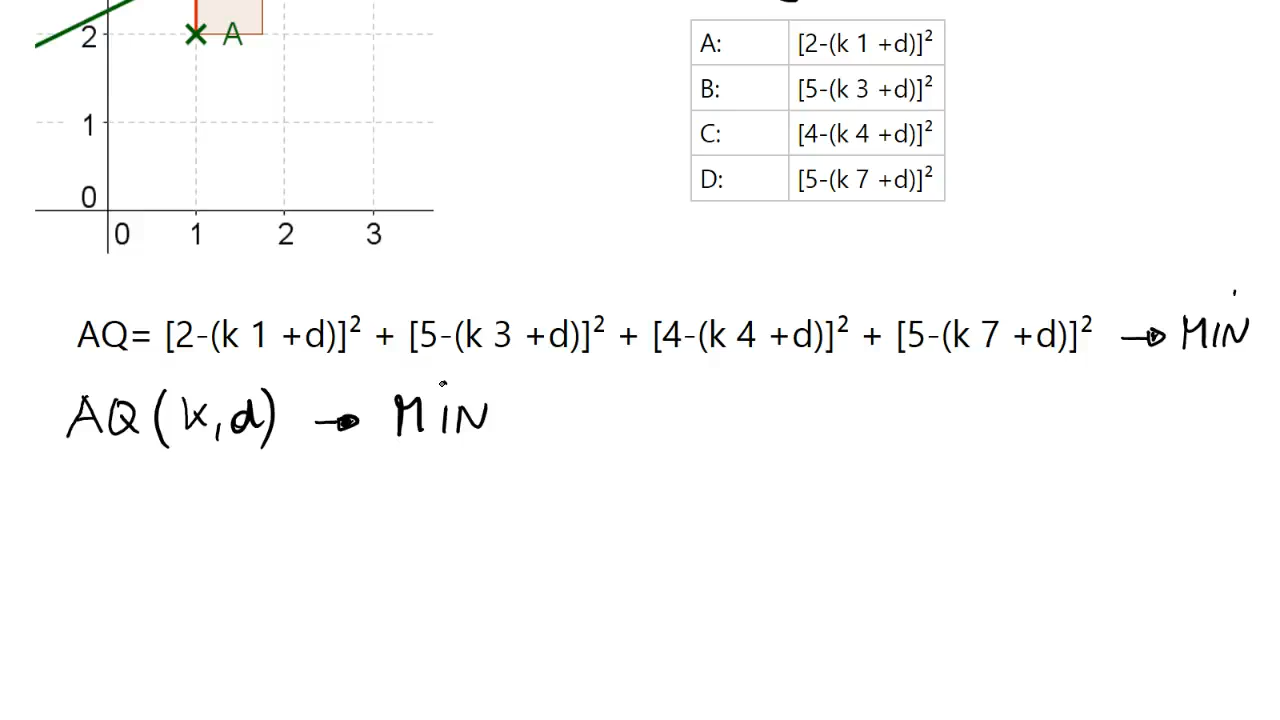 2 A
1
0
0 1 2 3
A: [2-(k 1 +d)]²
B: [5-(k 3 +d)]²
C: [4-(k 4 +d)]²
D: [5-(k 7 +d)]²
AQ= [2-(k 1 +d)]² + [5-(k 3 +d)]² + [4-(k 4 +d)]² + [5-(k 7 +d)]² → MIN
AQ(k,d) → MIN